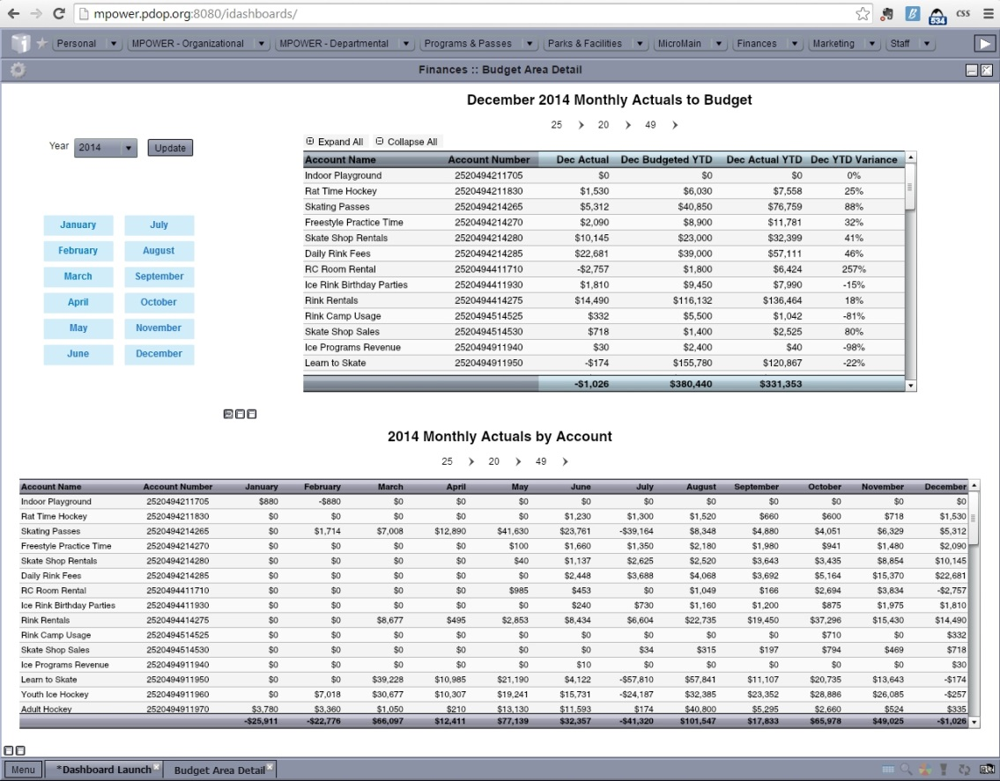 mpower.pdop.org:8080/idashboards/
534 CSS
Personal MPOWER - Organizational MPOWER - Departmental Programs & Passes Parks & Facilities MicroMain Finances Marketing Staff
Finances :: Budget Area Detail
December 2014 Monthly Actuals to Budget
25 20 49
Year 2014 Update
Expand All Collapse All
Account Name Account Number Dec Actual Dec Budgeted YTD Dec Actual YTD Dec YTD Variance
Indoor Playground 2520494211705 $0 $0 $0 0%
Rat Time Hockey 2520494211830 $1,530 $6,030 $7,558 25%
Skating Passes 2520494214265 $5,312 $40,850 $76,759 88%
Freestyle Practice Time 2520494214270 $2,090 $8,900 $11,781 32%
Skate Shop Rentals 2520494214280 $10,145 $23,000 $32,399 41%
Daily Rink Fees 2520494214285 $22,681 $39,000 $57,111 46%
RC Room Rental 2520494411710 -$2,757 $1,800 $6,424 257%
Ice Rink Birthday Parties 2520494411930 $1,810 $9,450 $7,990 -15%
Rink Rentals 2520494414275 $14,490 $116,132 $136,464 18%
Rink Camp Usage 2520494514525 $332 $5,500 $1,042 -81%
Skate Shop Sales 2520494514530 $718 $1,400 $2,525 80%
Ice Programs Revenue 2520494911940 $30 $2,400 $40 -98%
Learn to Skate 2520494911950 -$174 $155,780 $120,867 -22%
-$1,026 $380,440 $331,353
January July
February August
March September
April October
May November
June December
2014 Monthly Actuals by Account
25 20 49
Account Name Account Number January February March April May June July August September October November December
Indoor Playground 2520494211705 $880 -$880 $0 $0 $0 $0 $0 $0 $0 $0 $0 $0
Rat Time Hockey 2520494211830 $0 $0 $0 $0 $0 $1,230 $1,300 $1,520 $660 $600 $718 $1,530
Skating Passes 2520494214265 $0 $1,714 $7,008 $12,890 $41,630 $23,761 -$39,164 $8,348 $4,880 $4,051 $6,329 $5,312
Freestyle Practice Time 2520494214270 $0 $0 $0 $0 $100 $1,660 $1,350 $2,180 $1,980 $941 $1,480 $2,090
Skate Shop Rentals 2520494214280 $0 $0 $0 $0 $40 $1,137 $2,625 $2,520 $3,643 $3,435 $8,854 $10,145
Daily Rink Fees 2520494214285 $0 $0 $0 $0 $0 $2,448 $3,688 $4,068 $3,692 $5,164 $15,370 $22,681
RC Room Rental 2520494411710 $0 $0 $0 $0 $985 $453 $0 $1,049 $166 $2,694 $3,834 -$2,757
Ice Rink Birthday Parties 2520494411930 $0 $0 $0 $0 $0 $240 $730 $1,160 $1,200 $875 $1,975 $1,810
Rink Rentals 2520494414275 $0 $0 $8,677 $495 $2,853 $8,434 $6,604 $22,735 $19,450 $37,296 $15,430 $14,490
Rink Camp Usage 2520494514525 $0 $0 $0 $0 $0 $0 $0 $0 $0 $710 $0 $332
Skate Shop Sales 2520494514530 $0 $0 $0 $0 $0 $0 $34 $315 $197 $794 $469 $718
Ice Programs Revenue 2520494911940 $0 $0 $0 $0 $0 $10 $0 $0 $0 $0 $0 $30
Learn to Skate 2520494911950 $0 $0 $39,228 $10,985 $21,190 $4,122 -$57,810 $57,841 $11,107 $20,735 $13,643 -$174
Youth Ice Hockey 2520494911960 $0 $7,018 $30,677 $10,307 $19,241 $15,731 -$24,187 $32,385 $23,352 $28,886 $26,085 -$257
Adult Hockey 2520494911970 $3,780 $3,360 $1,050 $210 $13,130 $11,593 $174 $40,800 $5,295 $2,660 $524 $335
-$25,911 -$22,776 $66,097 $12,411 $77,139 $32,357 -$41,320 $101,547 $17,833 $65,978 $49,025 -$1,026
Menu *Dashboard Launch Budget Area Detail